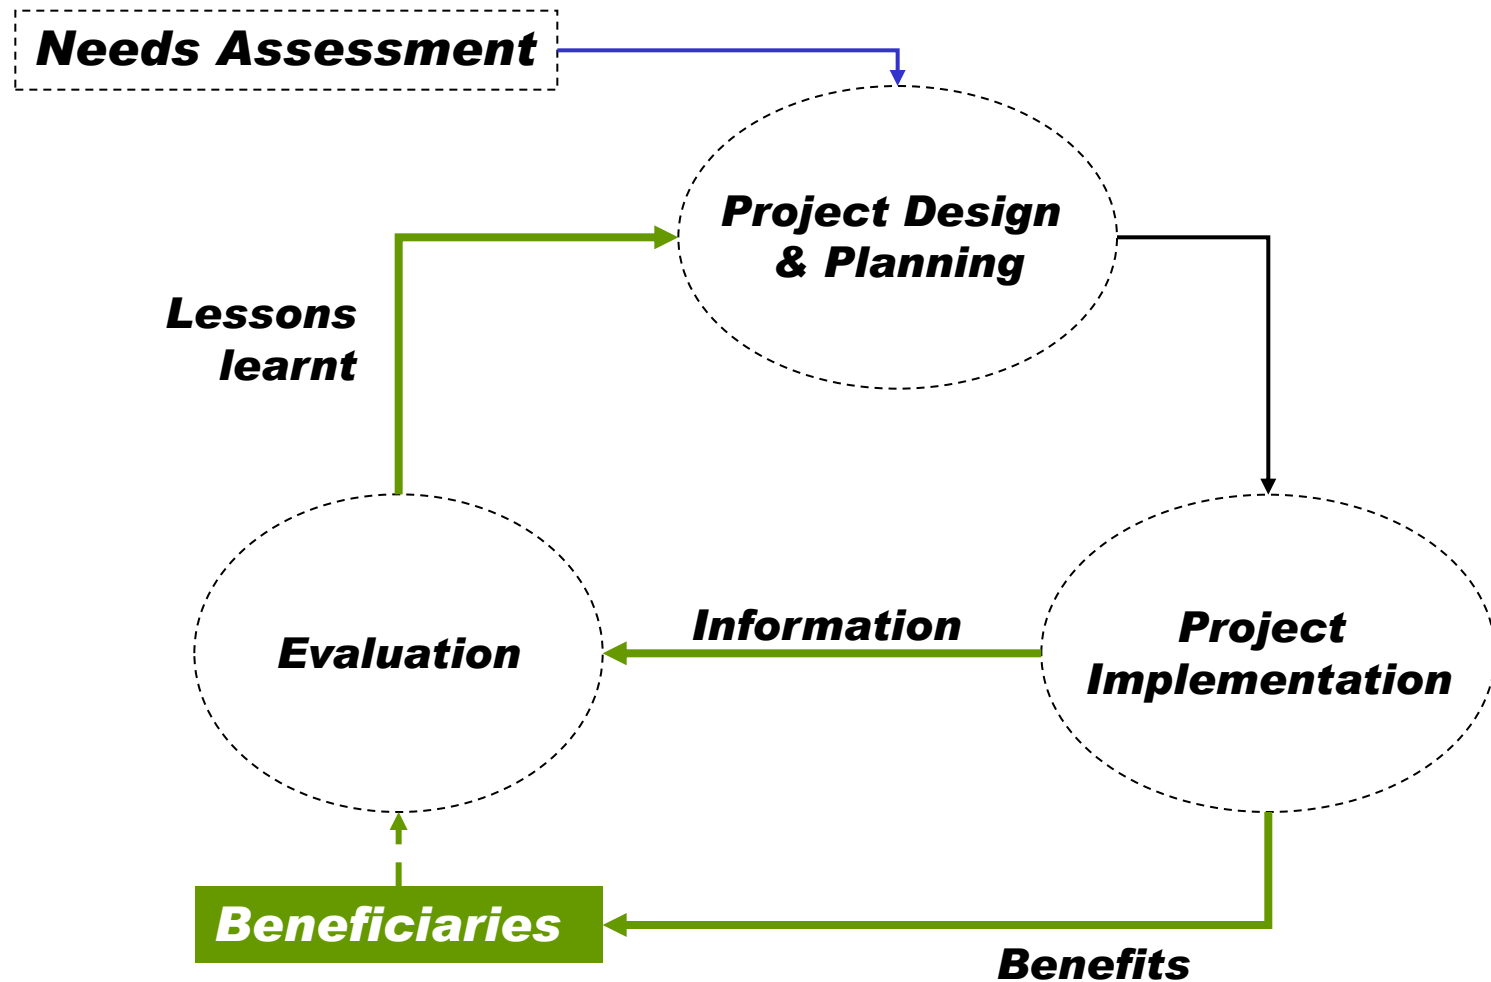 Needs Assessment
Project Design
& Planning
Lessons
learnt
Information
Evaluation
Project
Implementation
Beneficiaries
Benefits